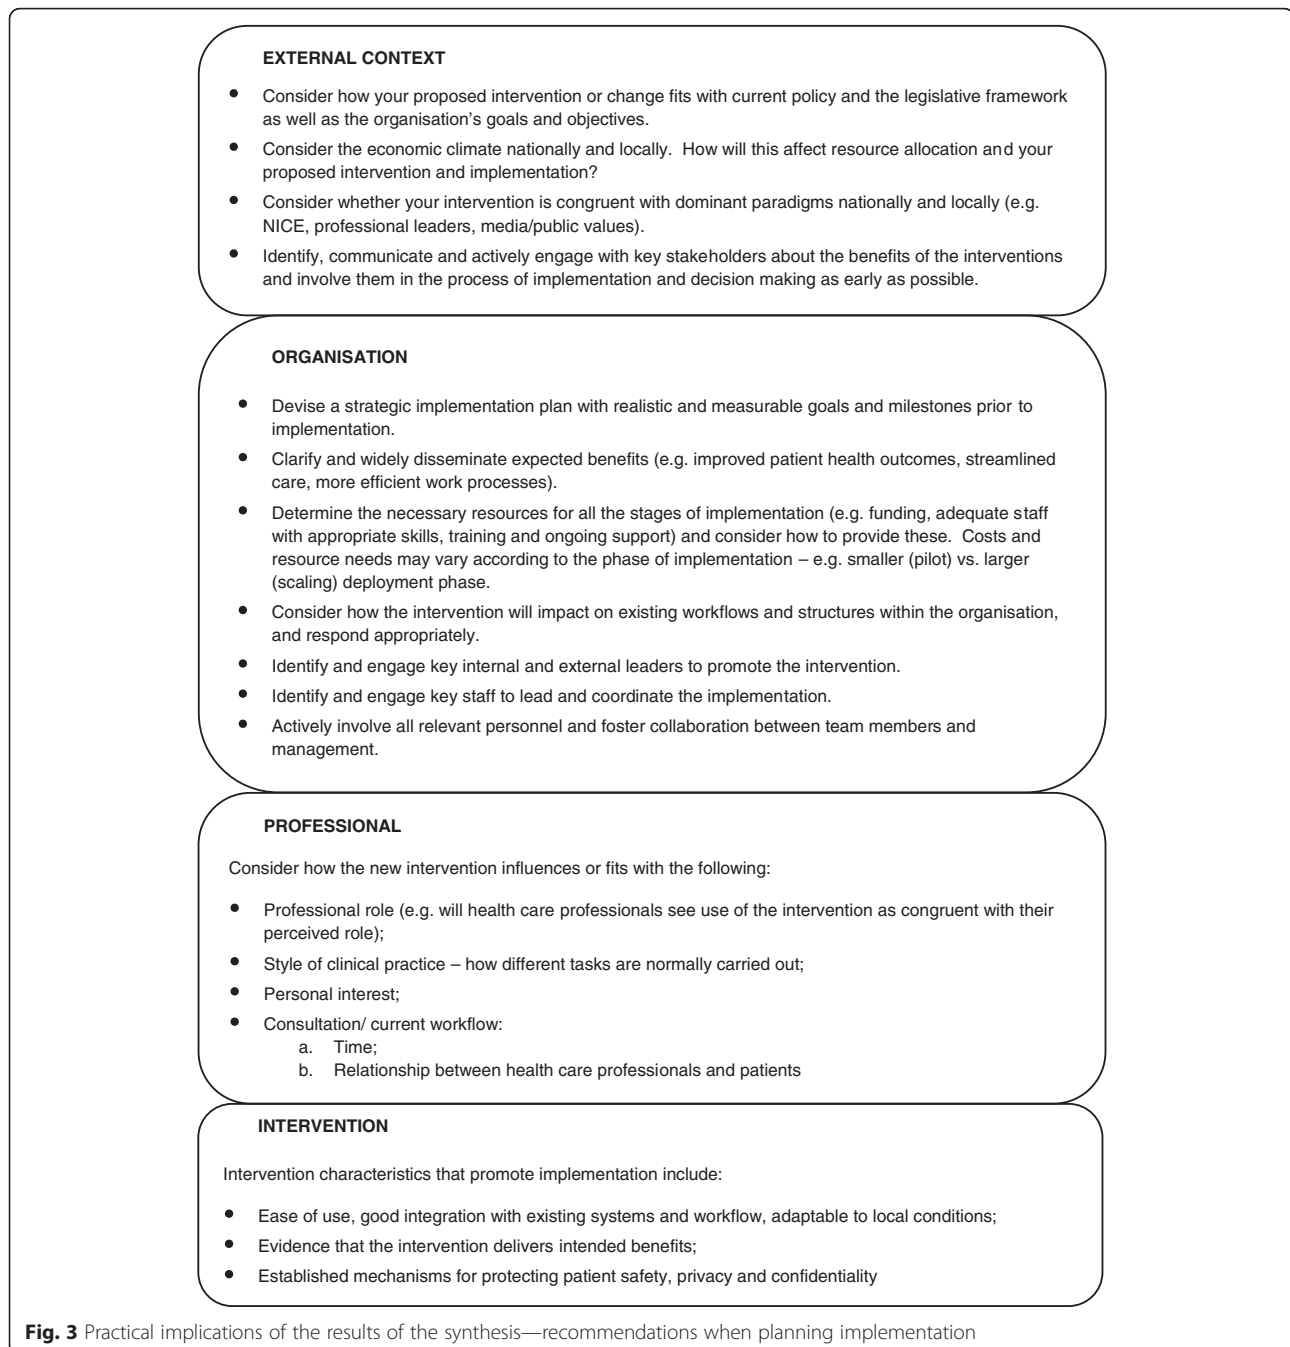 EXTERNAL CONTEXT
• Consider how your proposed intervention or change fits with current policy and the legislative framework
as well as the organisation's goals and objectives.
• Consider the economic climate nationally and locally. How will this affect resource allocation and your
proposed intervention and implementation?
• Consider whether your intervention is congruent with dominant paradigms nationally and locally (e.g.
NICE, professional leaders, media/public values).
• Identify, communicate and actively engage with key stakeholders about the benefits of the interventions
and involve them in the process of implementation and decision making as early as possible.
ORGANISATION
• Devise a strategic implementation plan with realistic and measurable goals and milestones prior to
implementation.
• Clarify and widely disseminate expected benefits (e.g. improved patient health outcomes, streamlined
care, more efficient work processes).
• Determine the necessary resources for all the stages of implementation (e.g. funding, adequate staff
with appropriate skills, training and ongoing support) and consider how to provide these. Costs and
resource needs may vary according to the phase of implementation – e.g. smaller (pilot) vs. larger
(scaling) deployment phase.
• Consider how the intervention will impact on existing workflows and structures within the organisation,
and respond appropriately.
• Identify and engage key internal and external leaders to promote the intervention.
• Identify and engage key staff to lead and coordinate the implementation.
• Actively involve all relevant personnel and foster collaboration between team members and
management.
PROFESSIONAL
Consider how the new intervention influences or fits with the following:
• Professional role (e.g. will health care professionals see use of the intervention as congruent with their
perceived role);
• Style of clinical practice – how different tasks are normally carried out;
• Personal interest;
• Consultation/ current workflow:
a. Time;
b. Relationship between health care professionals and patients
INTERVENTION
Intervention characteristics that promote implementation include:
• Ease of use, good integration with existing systems and workflow, adaptable to local conditions;
• Evidence that the intervention delivers intended benefits;
• Established mechanisms for protecting patient safety, privacy and confidentiality
Fig. 3 Practical implications of the results of the synthesis—recommendations when planning implementation